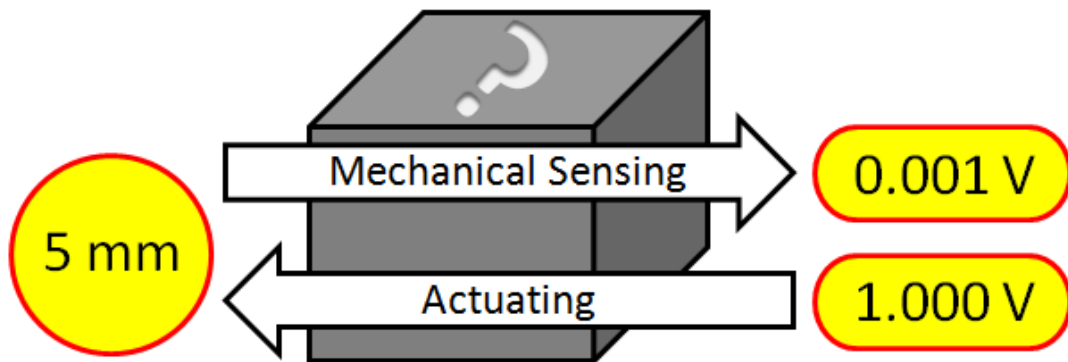 ?
Mechanical Sensing
0.001 V
5 mm
Actuating
1.000 V